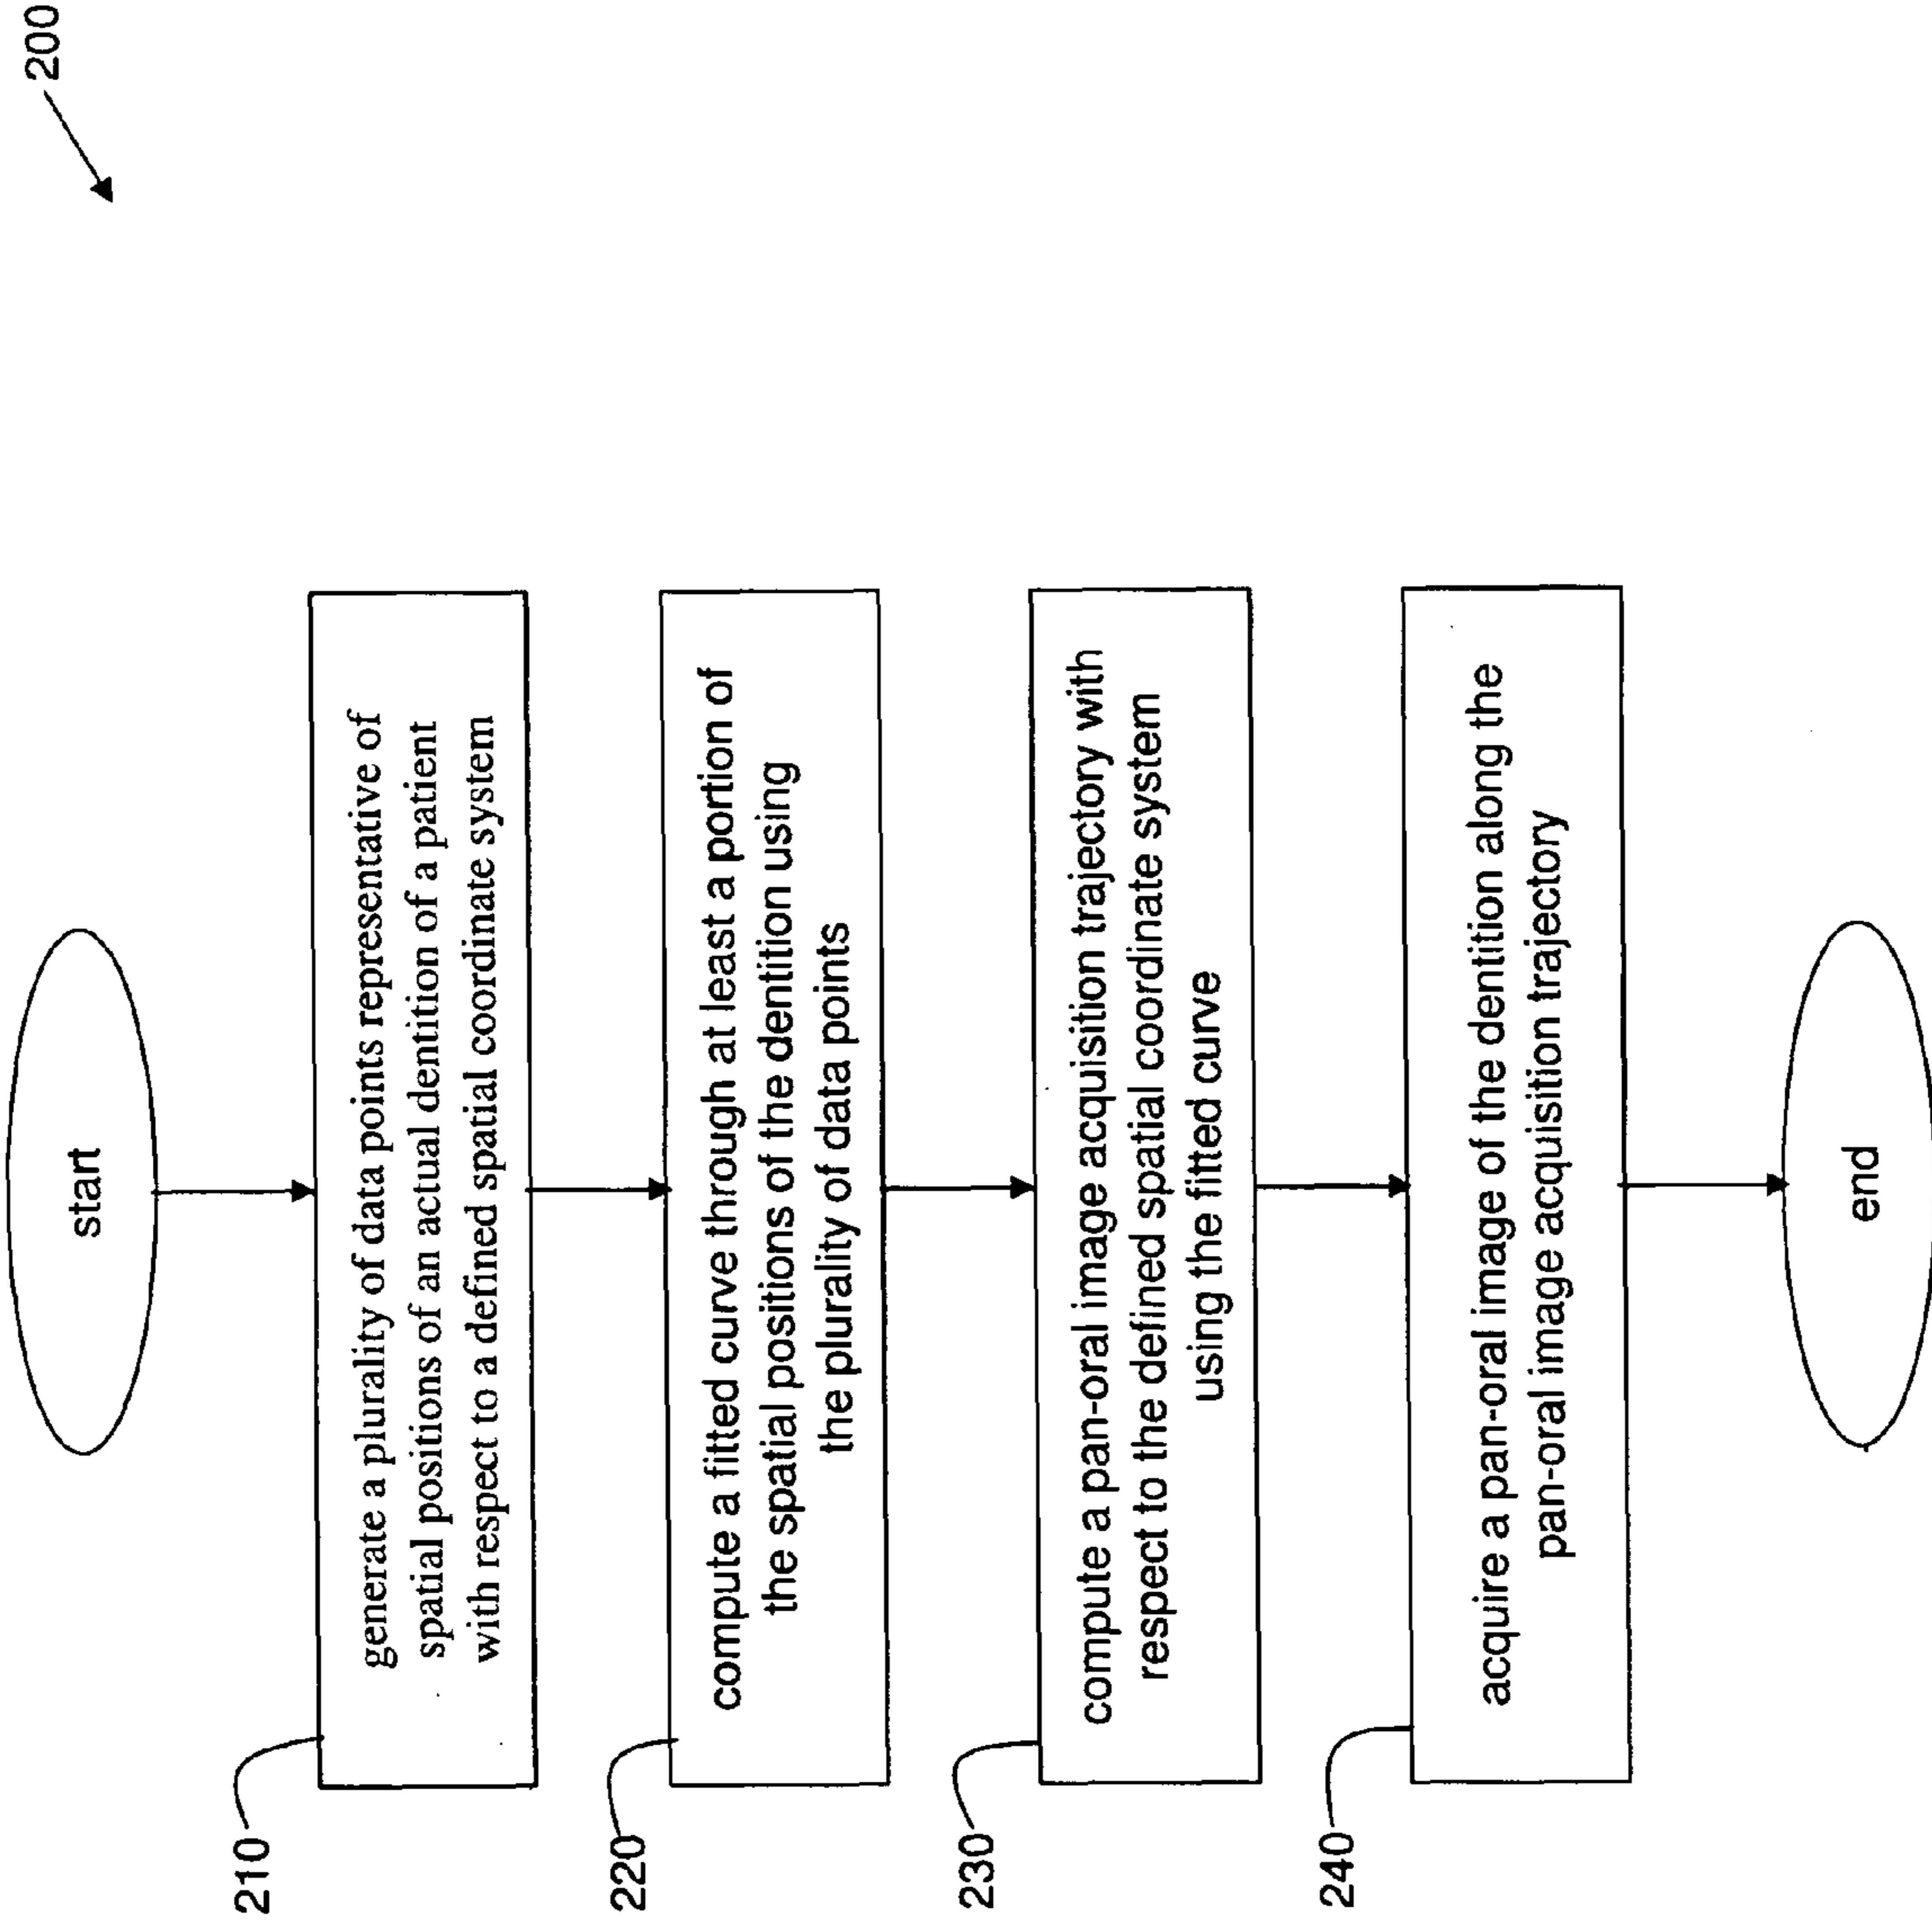 200
start
210
generate a plurality of data points representative of
spatial positions of an actual dentition of a patient
with respect to a defined spatial coordinate system
220
compute a fitted curve through at least a portion of
the spatial positions of the dentition using
the plurality of data points
230
compute a pan-oral image acquisition trajectory with
respect to the defined spatial coordinate system
using the fitted curve
240
acquire a pan-oral image of the dentition along the
pan-oral image acquisition trajectory
end